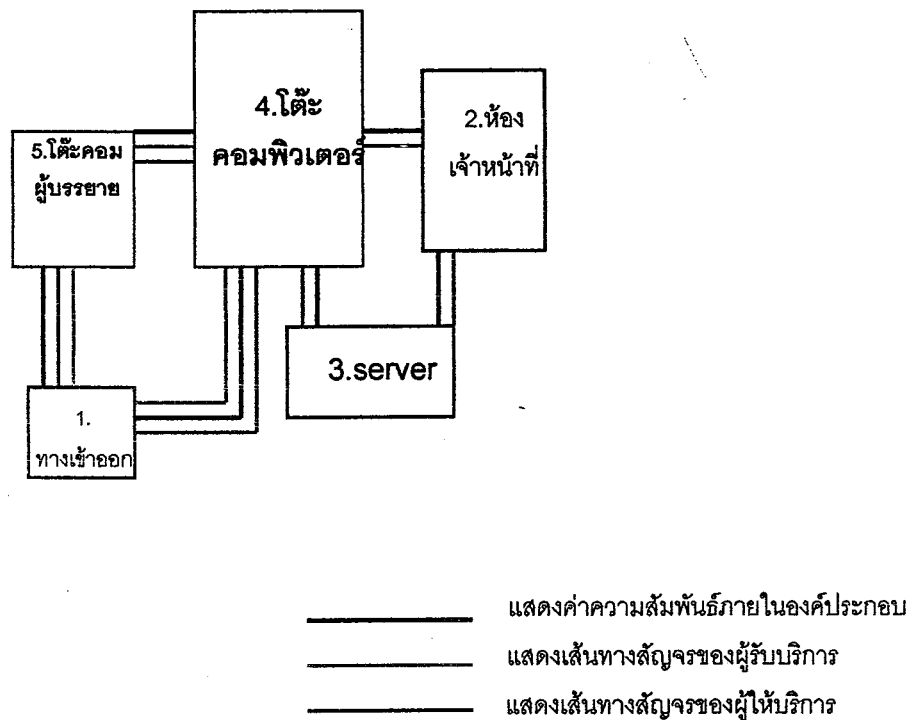 4.โต๊ะ
คอมพิวเตอร์
2.ห้อง
เจ้าหน้าที่
5.โต๊ะคอม
ผู้บรรยาย
3.server
1.
ทางเข้าออก
แสดงค่าความสัมพันธ์ภายในองค์ประกอบ
แสดงเส้นทางสัญจรของผู้รับบริการ
แสดงเส้นทางสัญจรของผู้ให้บริการ